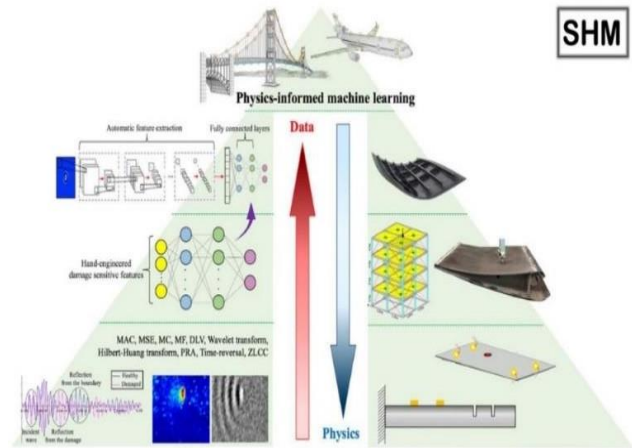 SHM
Physics-informed machine learning
Data
Automatic feature extraction
Fully connected layers
Hand-engineered
damage sensitive features
MAC, MSE, MC, MF, DLV, Wavelet transform,
Hilbert-Huang transform, PRA, Time-reversal, ZLCC
Reflection
from the boundary
Healthy
Damaged
Incident
wave
Reflection
from the damage
Physics